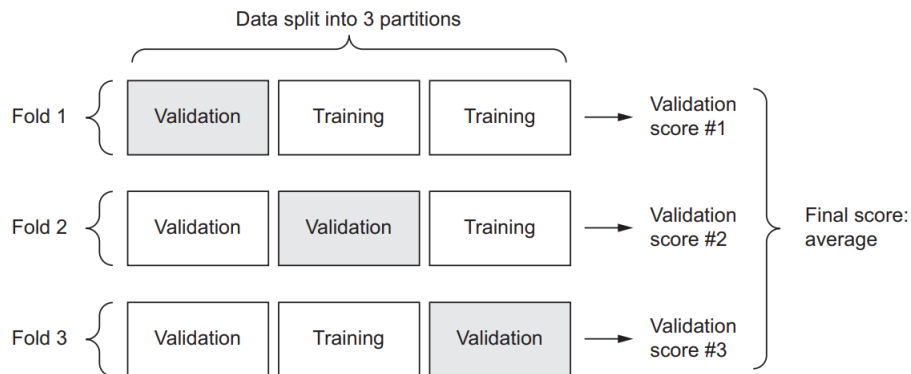 Data split into 3 partitions
Fold 1
Validation
Training
Training
Validation
score #1
Fold 2
Validation
Validation
Training
Validation
score #2
Final score:
average
Fold 3
Validation
Training
Validation
Validation
score #3